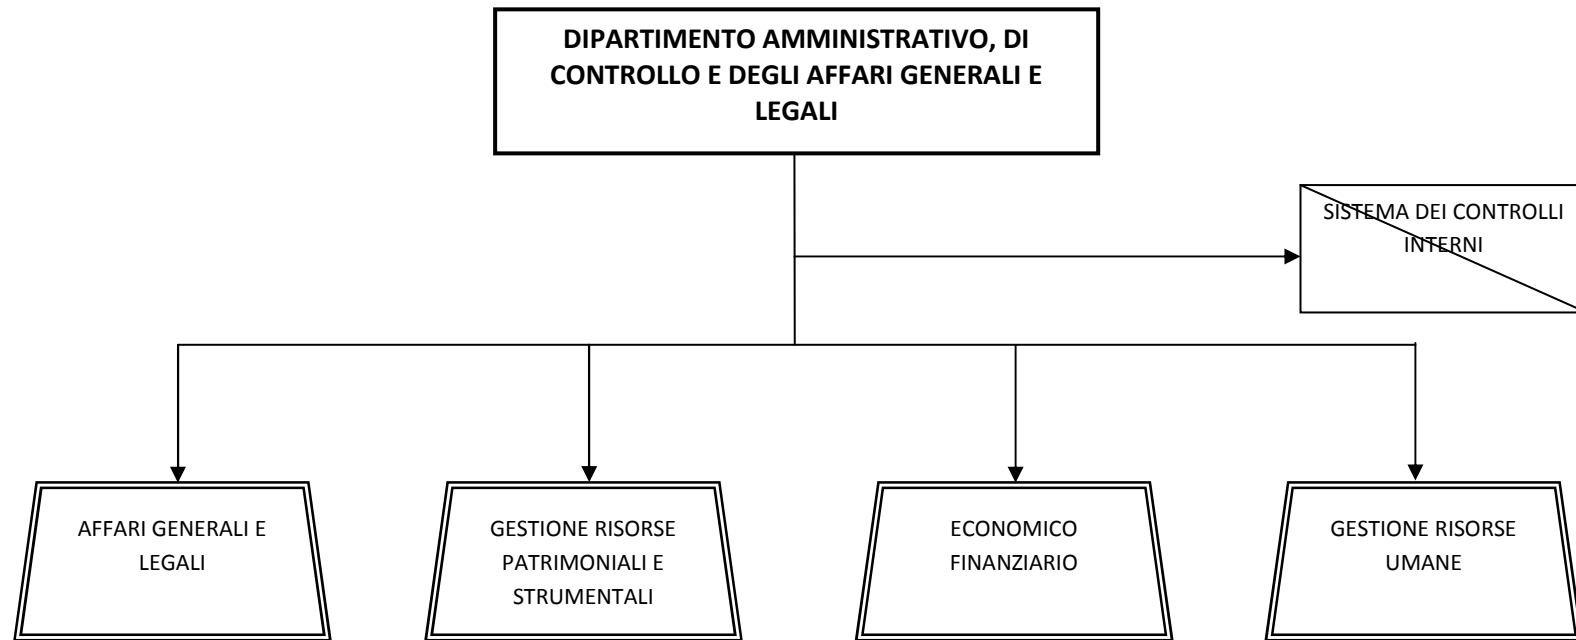 DIPARTIMENTO AMMINISTRATIVO, DI
CONTROLLO E DEGLI AFFARI GENERALI E
LEGALI
SISTEMA DEI CONTROLLI
INTERNI
AFFARI GENERALI E
LEGALI
GESTIONE RISORSE
PATRIMONIALI E
STRUMENTALI
ECONOMICO
FINANZIARIO
GESTIONE RISORSE
UMANE